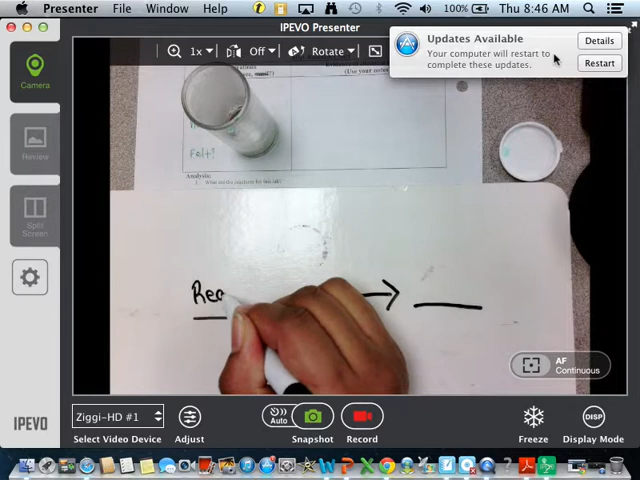 Presenter File Window Help 100% Thu 8:46 AM
IPEVO Presenter
1x Off Rotate
Updates Available
Your computer will restart to
complete these updates.
Details
Restart
Camera
Review
Split
Screen
Felt?
Analysis:
Rea
AF
Continuous
IPEVO
Ziggi-HD #1
Select Video Device
Adjust
Auto
Snapshot
Record
Freeze
DISP
Display Mode